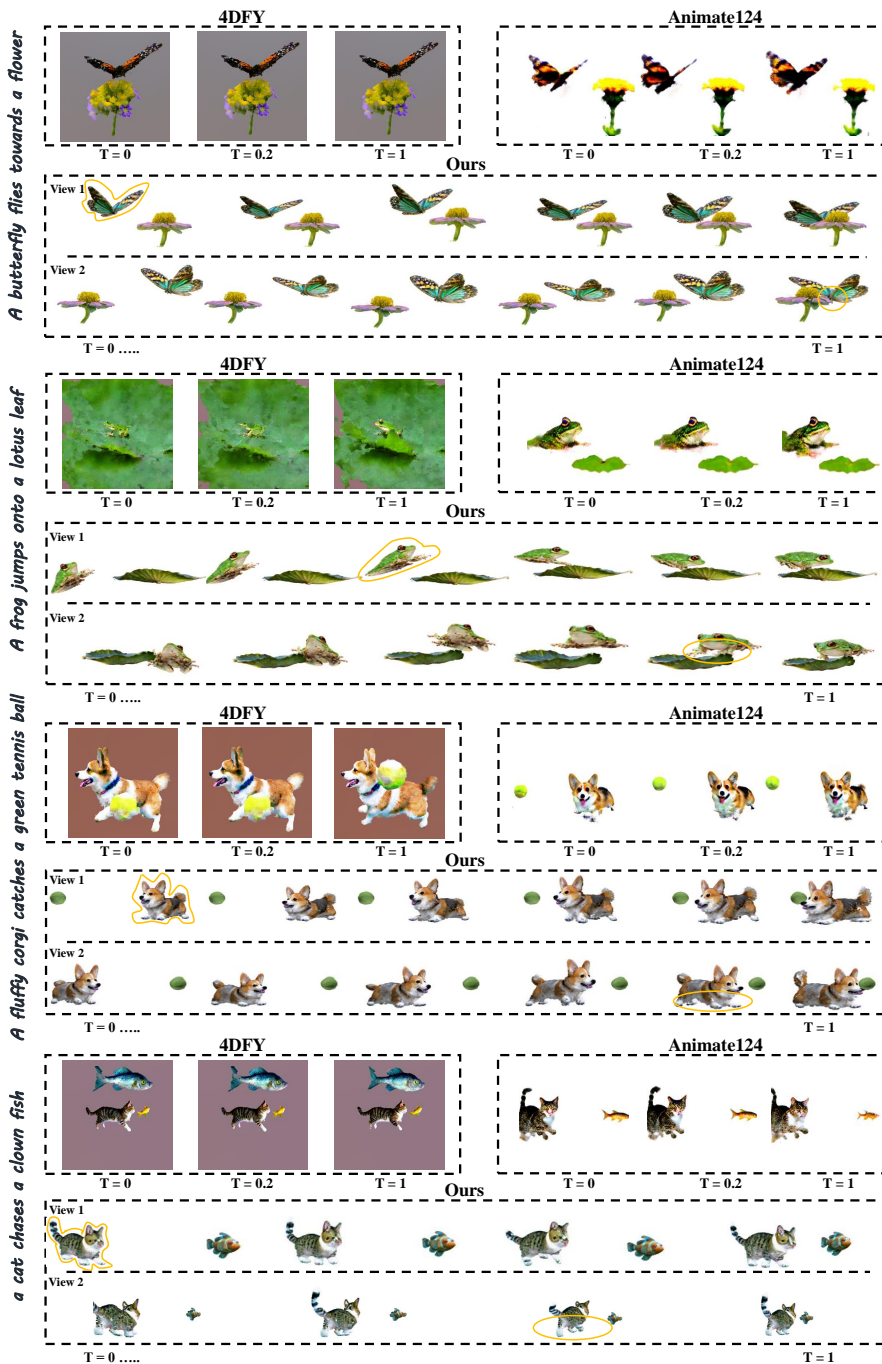 A butterfly flies towards a flower
4DFY
Animate124
T = 0
T = 0.2
T = 1
T = 0
T = 0.2
T = 1
Ours
View 1
View 2
T = 0 .....
T = 1
A frog jumps onto a lotus leaf
4DFY
Animate124
T = 0
T = 0.2
T = 1
T = 0
T = 0.2
T = 1
Ours
View 1
View 2
T = 0 .....
T = 1
A fluffy corgi catches a green tennis ball
4DFY
Animate124
T = 0
T = 0.2
T = 1
T = 0
T = 0.2
T = 1
Ours
View 1
View 2
T = 0 .....
T = 1
a cat chases a clown fish
4DFY
Animate124
T = 0
T = 0.2
T = 1
T = 0
T = 0.2
T = 1
Ours
View 1
View 2
T = 0 .....
T = 1